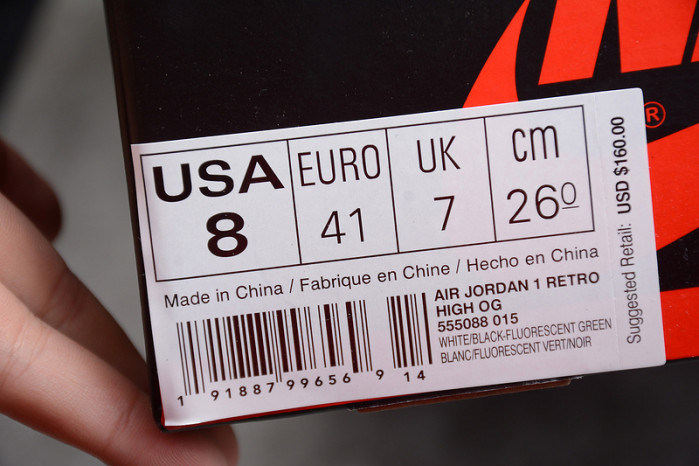 USA EURO UK cm
8 41 7 26 0
Made in China / Fabrique en Chine / Hecho en China
AIR JORDAN 1 RETRO
HIGH OG
555088 015
WHITE/BLACK-FLUORESCENT GREEN
BLANC/FLUORESCENT VERT/NOIR
1 91887 99656 9 14
Suggested Retail: USD $160.00
®